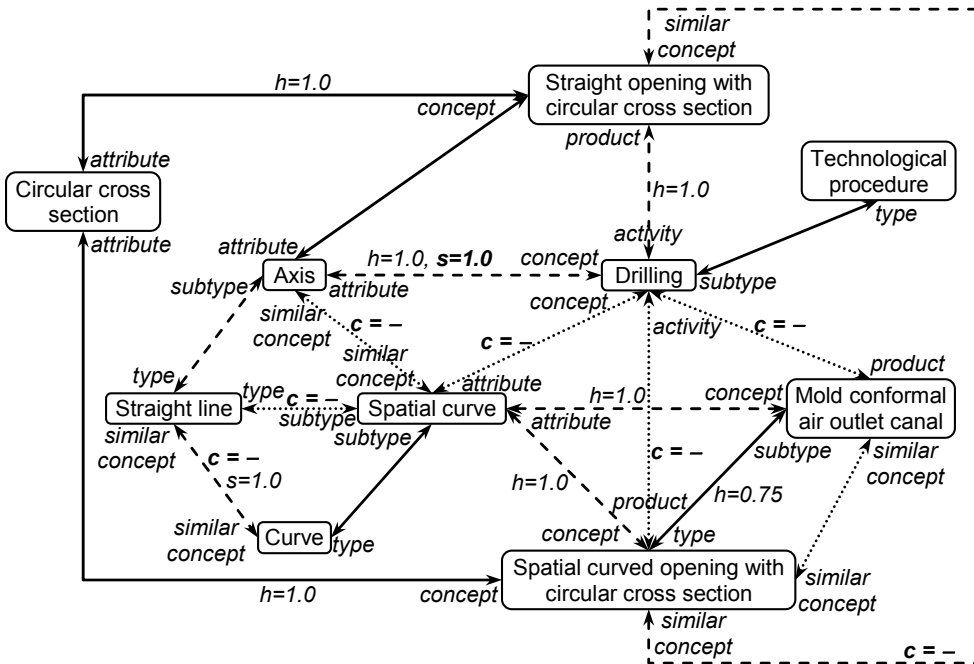 similar
concept
Straight opening with
circular cross section
h=1.0
concept
product
attribute
Circular cross
section
attribute
Technological
procedure
type
h=1.0
activity
attribute
Axis
h=1.0, s=1.0
concept
Drilling
subtype
subtype
attribute
similar
concept
c = –
concept
activity
c = –
c = –
similar
concept
product
type
type
c = –
attribute
h=1.0
concept
Straight line
subtype
Spatial curve
Mold conformal
air outlet canal
similar
concept
subtype
attribute
subtype
similar
concept
c = –
s=1.0
c = –
h=1.0
product
h=0.75
similar
concept
Curve
type
concept
type
h=1.0
concept
Spatial curved opening with
circular cross section
similar
concept
similar
concept
c = –